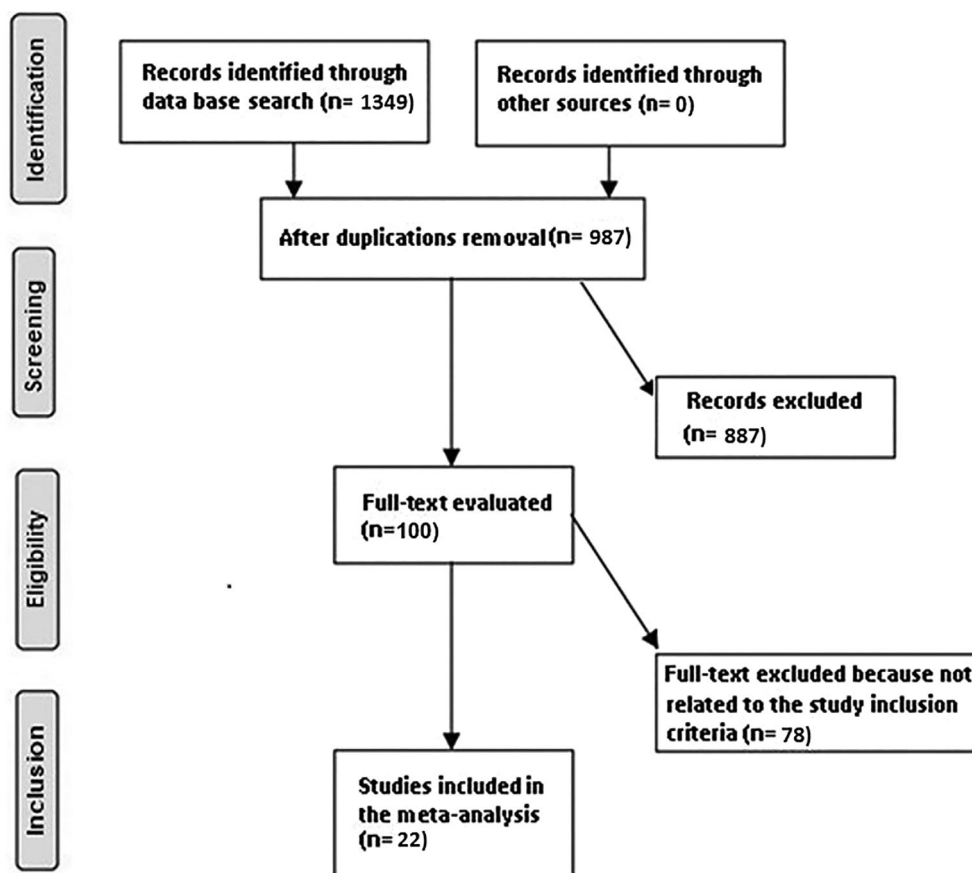 Identification
Records identified through
data base search (n= 1349)
Records identified through
other sources (n= 0)
After duplications removal(n= 987)
Screening
Records excluded
(n= 887)
Eligibility
Full-text evaluated
(n=100)
Full-text excluded because not
related to the study inclusion
criteria (n= 78)
Inclusion
Studies included in
the meta-analysis
(n= 22)